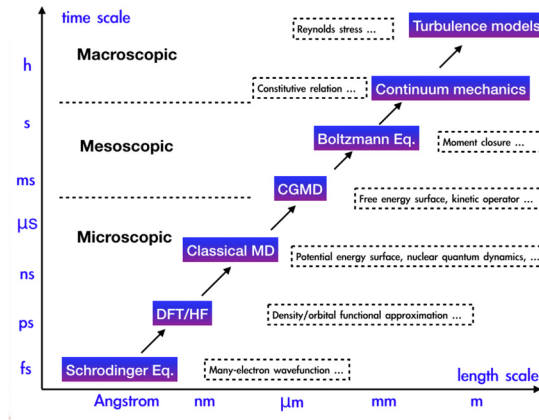 time scale
Reynolds stress ...
Turbulence models
Macroscopic
h
Constitutive relation ...
Continuum mechanics
s
Boltzmann Eq.
Moment closure ...
Mesoscopic
ms
CGMD
Free energy surface, kinetic operator ...
μS
Microscopic
Classical MD
Potential energy surface, nuclear quantum dynamics, ...
ns
DFT/HF
Density/orbital functional approximation ...
ps
fs
Schrodinger Eq.
Many-electron wavefunction ...
length scale
Angstrom nm μm mm m